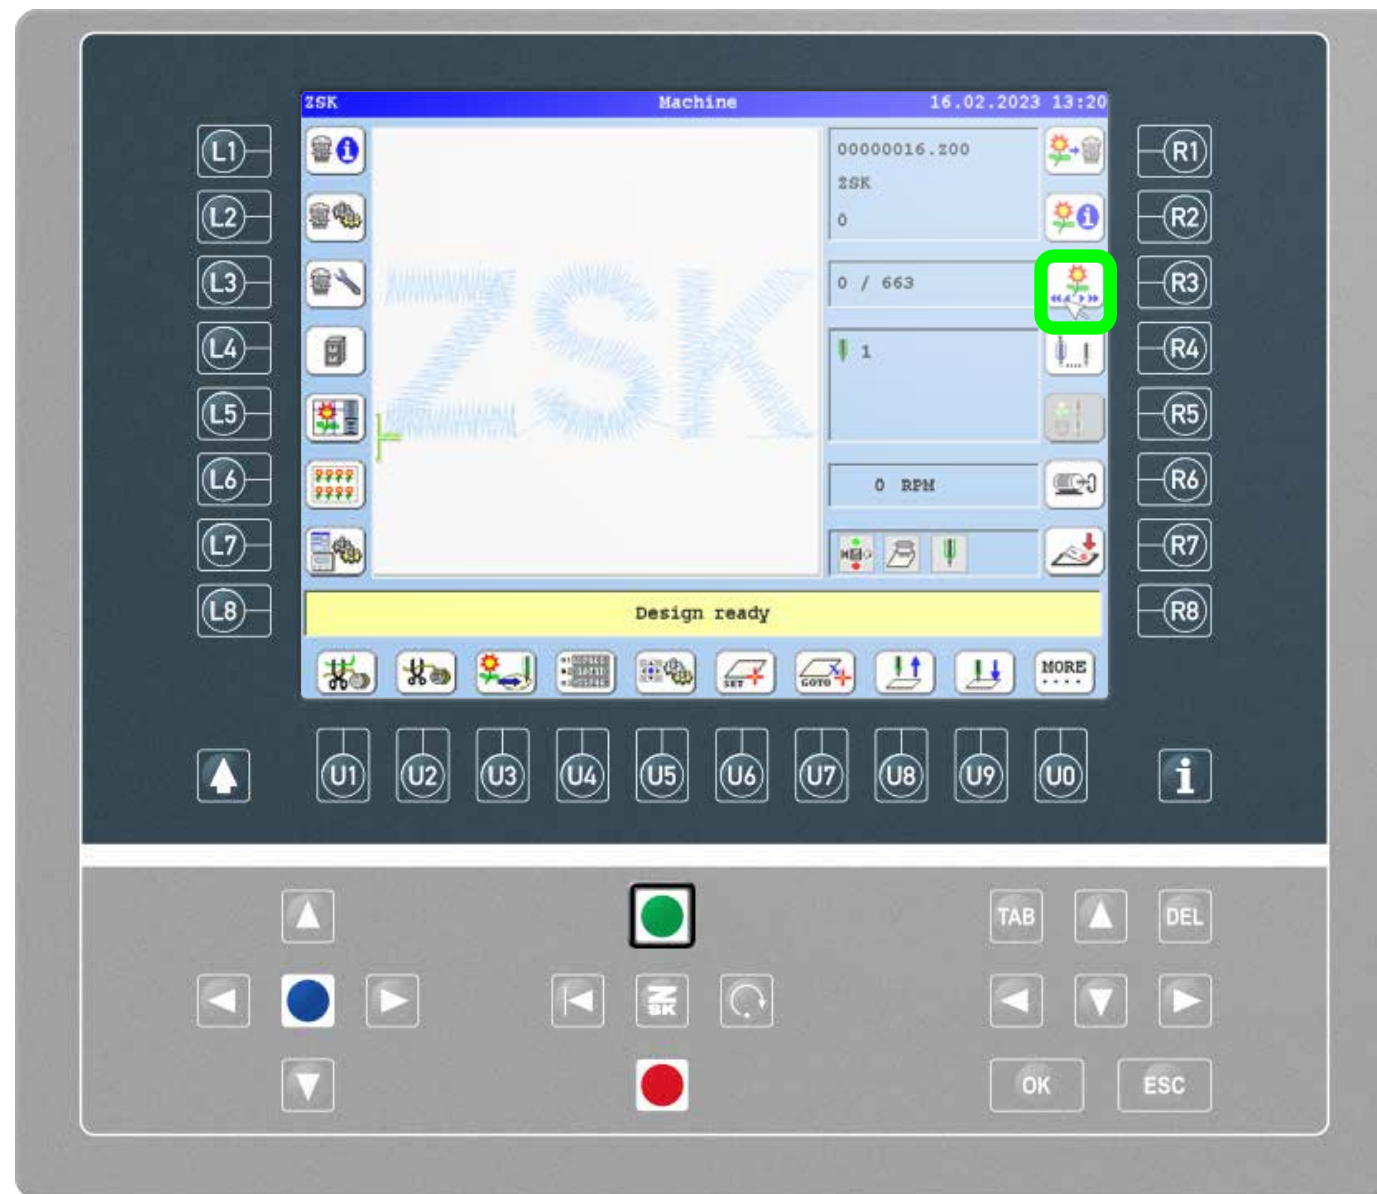 ZSK Machine 16.02.2023 13:20
L1
00000016.Z00
R1
ZSK
L2
0
R2
L3
0 / 663
R3
L4
1
R4
L5
R5
L6
0 RPM
R6
L7
R7
L8
Design ready
R8
SET
GOTO
MORE
....
U1 U2 U3 U4 U5 U6 U7 U8 U9 U0
i
TAB
DEL
ZSK
OK
ESC